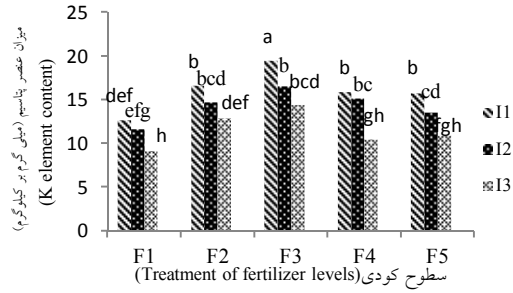 میزان عنصر پتاسیم (میلی گرم بر کیلوگرم)
(K element content)
25
20
15
10
5
0
def
efg
h
b
bcd
def
a
b
bcd
b
bc
gh
b
cd
fgh
I1
I2
I3
F1 F2 F3 F4 F5
سطوح کودی(Treatment of fertilizer levels)